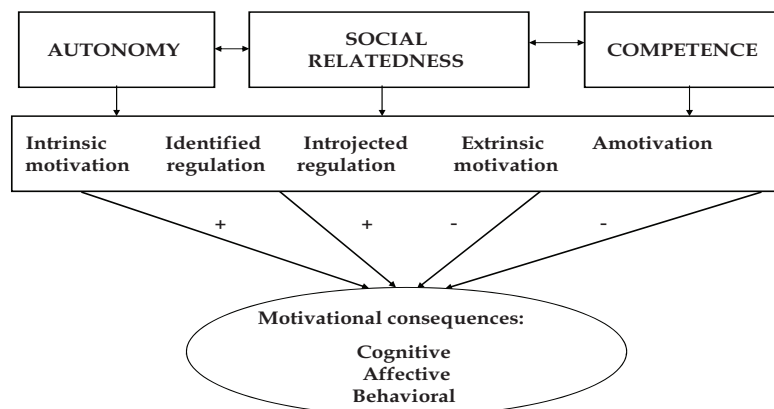 AUTONOMY
SOCIAL
RELATEDNESS
COMPETENCE
Intrinsic Identified Introjected Extrinsic Amotivation
motivation regulation regulation motivation
+ + - -
Motivational consequences:
Cognitive
Affective
Behavioral